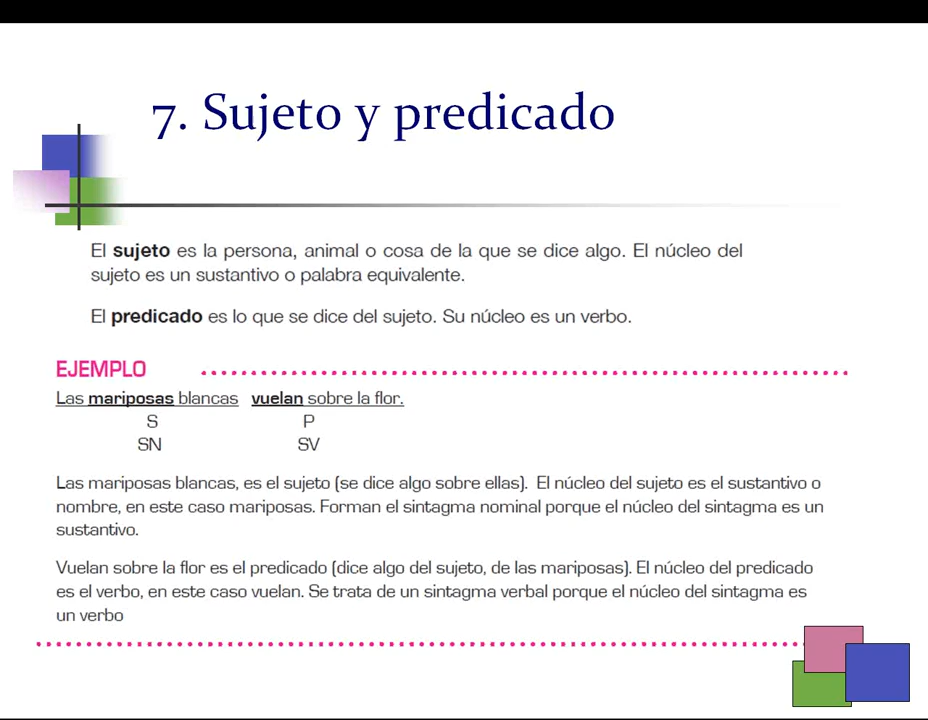 7. Sujeto y predicado
El sujeto es la persona, animal o cosa de la que se dice algo. El núcleo del
sujeto es un sustantivo o palabra equivalente.
El predicado es lo que se dice del sujeto. Su núcleo es un verbo.
EJEMPLO
Las mariposas blancas vuelan sobre la flor.
S P
SN SV
Las mariposas blancas, es el sujeto (se dice algo sobre ellas). El núcleo del sujeto es el sustantivo o
nombre, en este caso mariposas. Forman el sintagma nominal porque el núcleo del sintagma es un
sustantivo.
Vuelan sobre la flor es el predicado (dice algo del sujeto, de las mariposas). El núcleo del predicado
es el verbo, en este caso vuelan. Se trata de un sintagma verbal porque el núcleo del sintagma es
un verbo